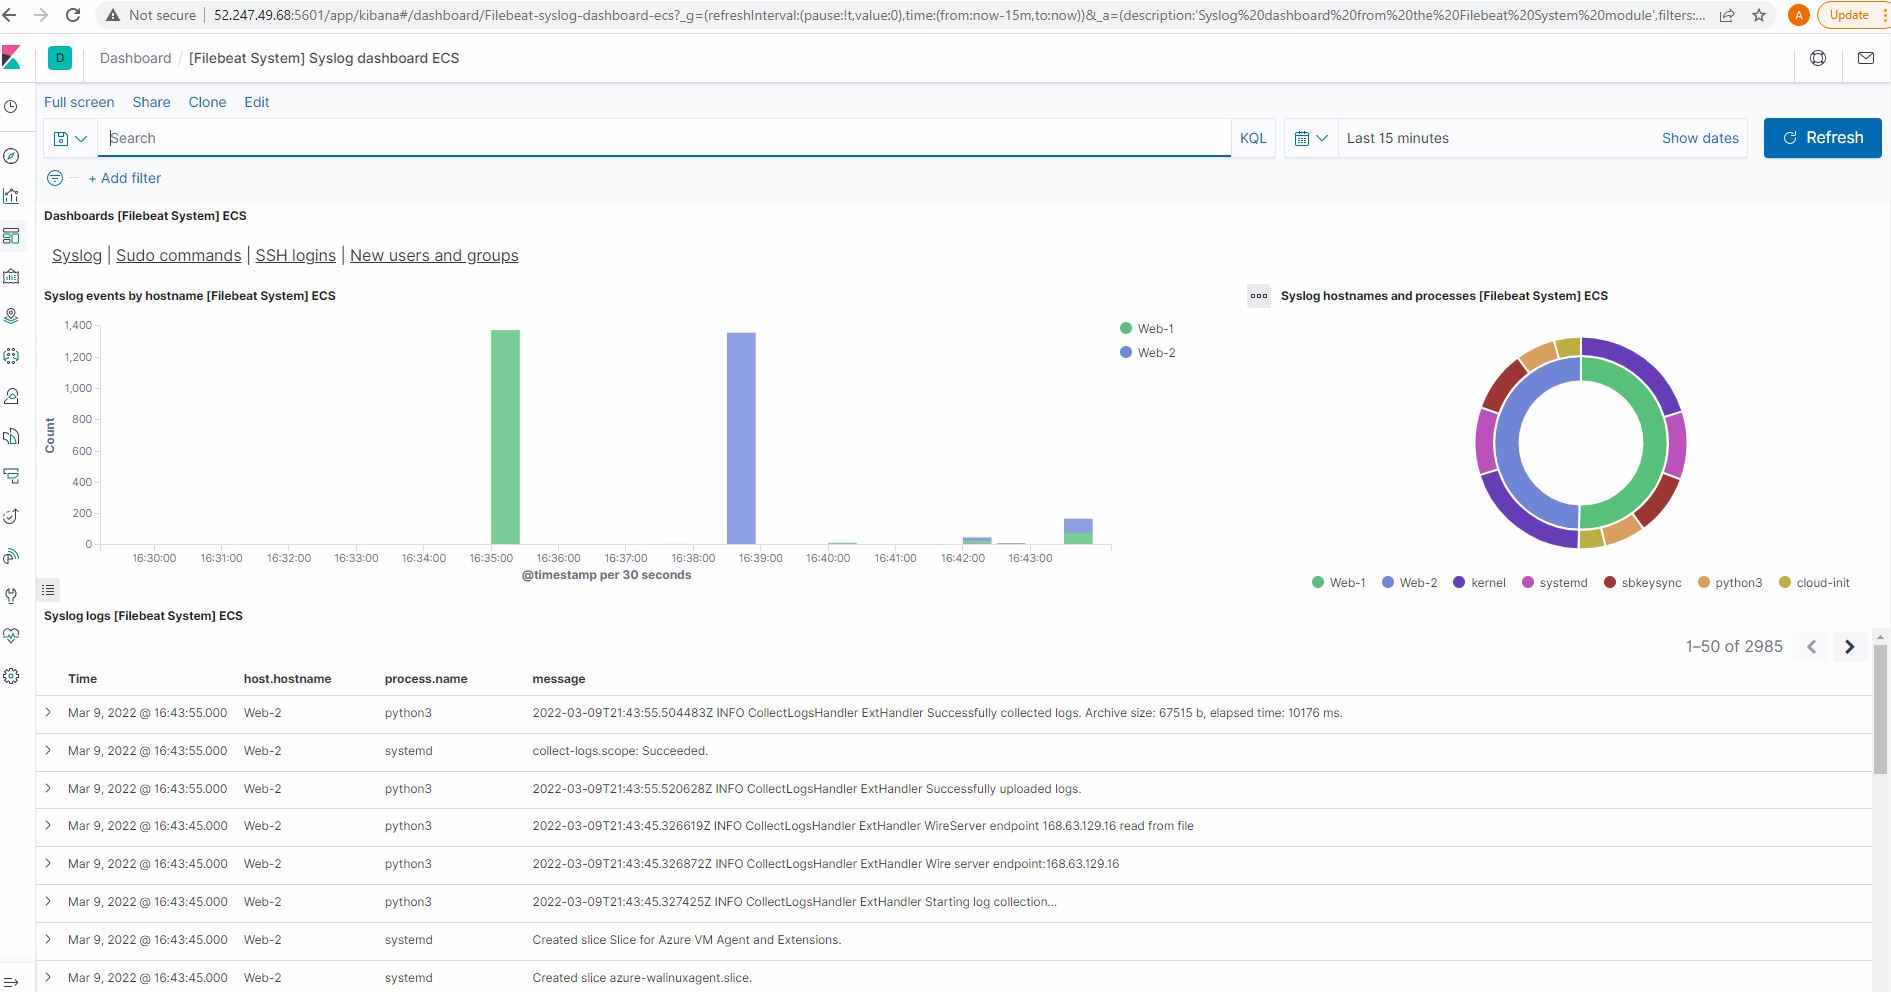 Not secure | 52.247.49.68:5601/app/kibana#/dashboard/Filebeat-syslog-dashboard-ecs?_g=(refreshInterval:(pause:!t,value:0),time:(from:now-15m,to:now))&_a=(description:'Syslog%20dashboard%20from%20the%20Filebeat%20System%20module',filters:... A Update
D Dashboard / [Filebeat System] Syslog dashboard ECS
Full screen Share Clone Edit
Search KQL Last 15 minutes Show dates Refresh
+ Add filter
Dashboards [Filebeat System] ECS
Syslog | Sudo commands | SSH logins | New users and groups
Syslog events by hostname [Filebeat System] ECS
1,400
1,200
1,000
800
600
400
200
0
Count
16:30:00 16:31:00 16:32:00 16:33:00 16:34:00 16:35:00 16:36:00 16:37:00 16:38:00 16:39:00 16:40:00 16:41:00 16:42:00 16:43:00
@timestamp per 30 seconds
Web-1
Web-2
Syslog hostnames and processes [Filebeat System] ECS
Web-1 Web-2 kernel systemd sbkeysync python3 cloud-init
Syslog logs [Filebeat System] ECS
1–50 of 2985
Time host.hostname process.name message
Mar 9, 2022 @ 16:43:55.000 Web-2 python3 2022-03-09T21:43:55.504483Z INFO CollectLogsHandler ExtHandler Successfully collected logs. Archive size: 67515 b, elapsed time: 10176 ms.
Mar 9, 2022 @ 16:43:55.000 Web-2 systemd collect-logs.scope: Succeeded.
Mar 9, 2022 @ 16:43:55.000 Web-2 python3 2022-03-09T21:43:55.520628Z INFO CollectLogsHandler ExtHandler Successfully uploaded logs.
Mar 9, 2022 @ 16:43:45.000 Web-2 python3 2022-03-09T21:43:45.326619Z INFO CollectLogsHandler ExtHandler WireServer endpoint 168.63.129.16 read from file
Mar 9, 2022 @ 16:43:45.000 Web-2 python3 2022-03-09T21:43:45.326872Z INFO CollectLogsHandler ExtHandler Wire server endpoint:168.63.129.16
Mar 9, 2022 @ 16:43:45.000 Web-2 python3 2022-03-09T21:43:45.327425Z INFO CollectLogsHandler ExtHandler Starting log collection...
Mar 9, 2022 @ 16:43:45.000 Web-2 systemd Created slice Slice for Azure VM Agent and Extensions.
Mar 9, 2022 @ 16:43:45.000 Web-2 systemd Created slice azure-walinuxagent.slice.